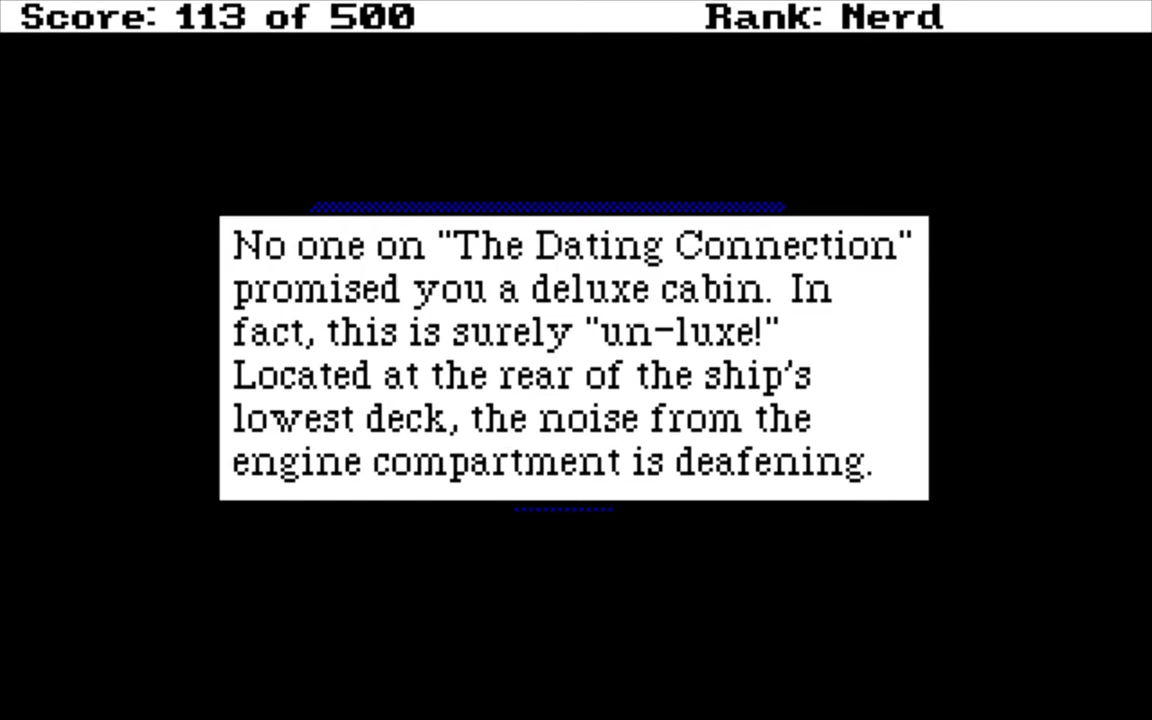 Score: 113 of 500 Rank: Nerd
No one on "The Dating Connection"
promised you a deluxe cabin. In
fact, this is surely "un-luxe!"
Located at the rear of the ship's
lowest deck, the noise from the
engine compartment is deafening.